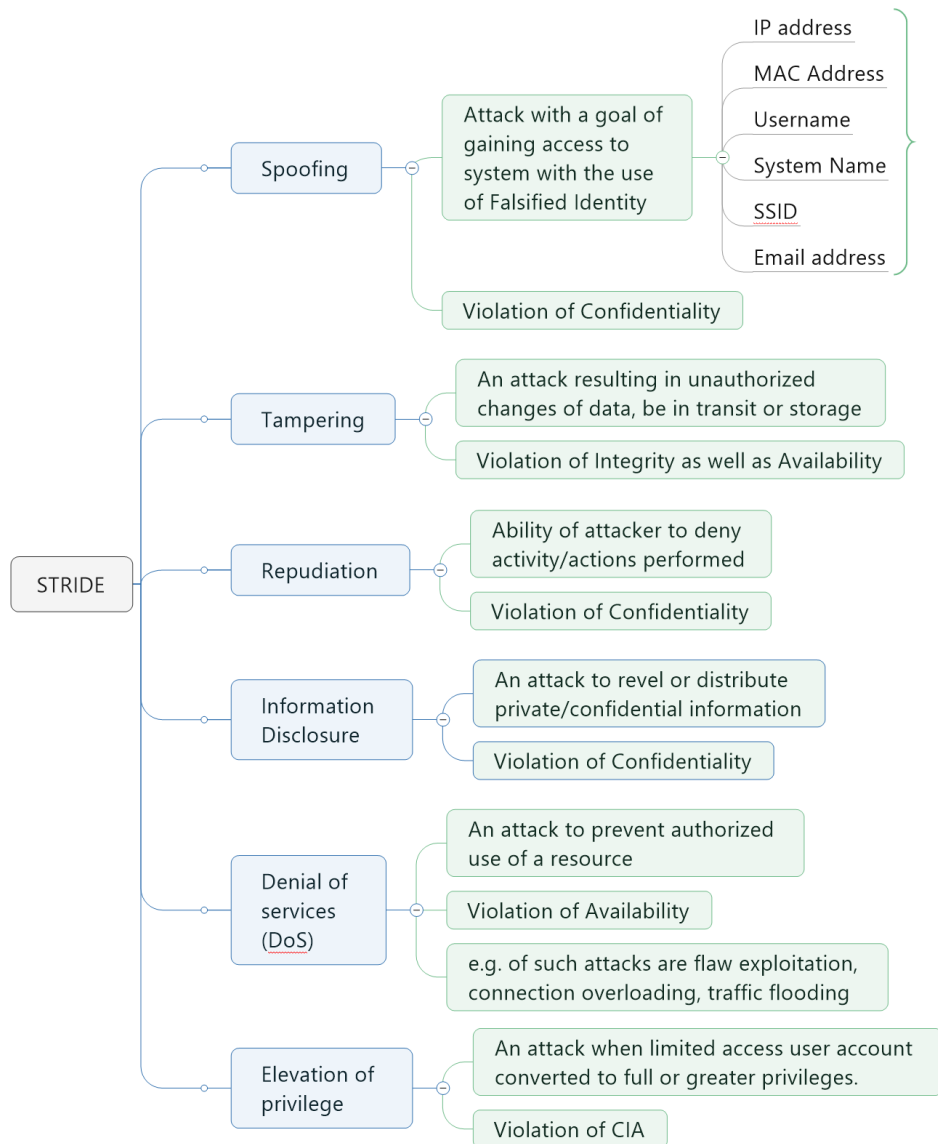 STRIDE
Spoofing
Attack with a goal of
gaining access to
system with the use
of Falsified Identity
IP address
MAC Address
Username
System Name
SSID
Email address
Violation of Confidentiality
Tampering
An attack resulting in unauthorized
changes of data, be in transit or storage
Violation of Integrity as well as Availability
Repudiation
Ability of attacker to deny
activity/actions performed
Violation of Confidentiality
Information
Disclosure
An attack to revel or distribute
private/confidential information
Violation of Confidentiality
Denial of
services
(DoS)
An attack to prevent authorized
use of a resource
Violation of Availability
e.g. of such attacks are flaw exploitation,
connection overloading, traffic flooding
Elevation of
privilege
An attack when limited access user account
converted to full or greater privileges.
Violation of CIA